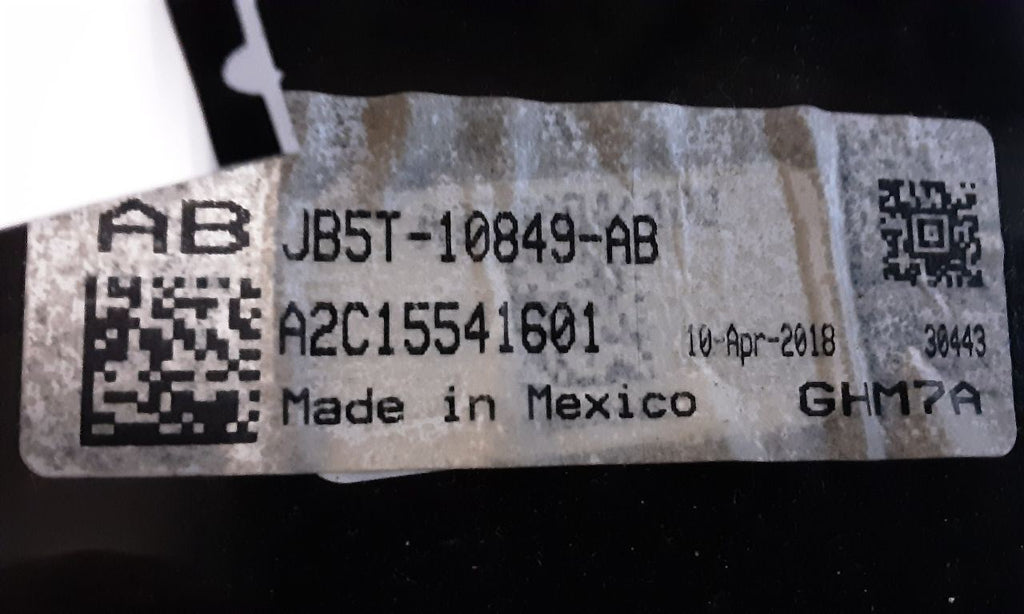 AB JB5T-10849-AB
A2C15541601 10-Apr-2018 30443
Made in Mexico GHM7A